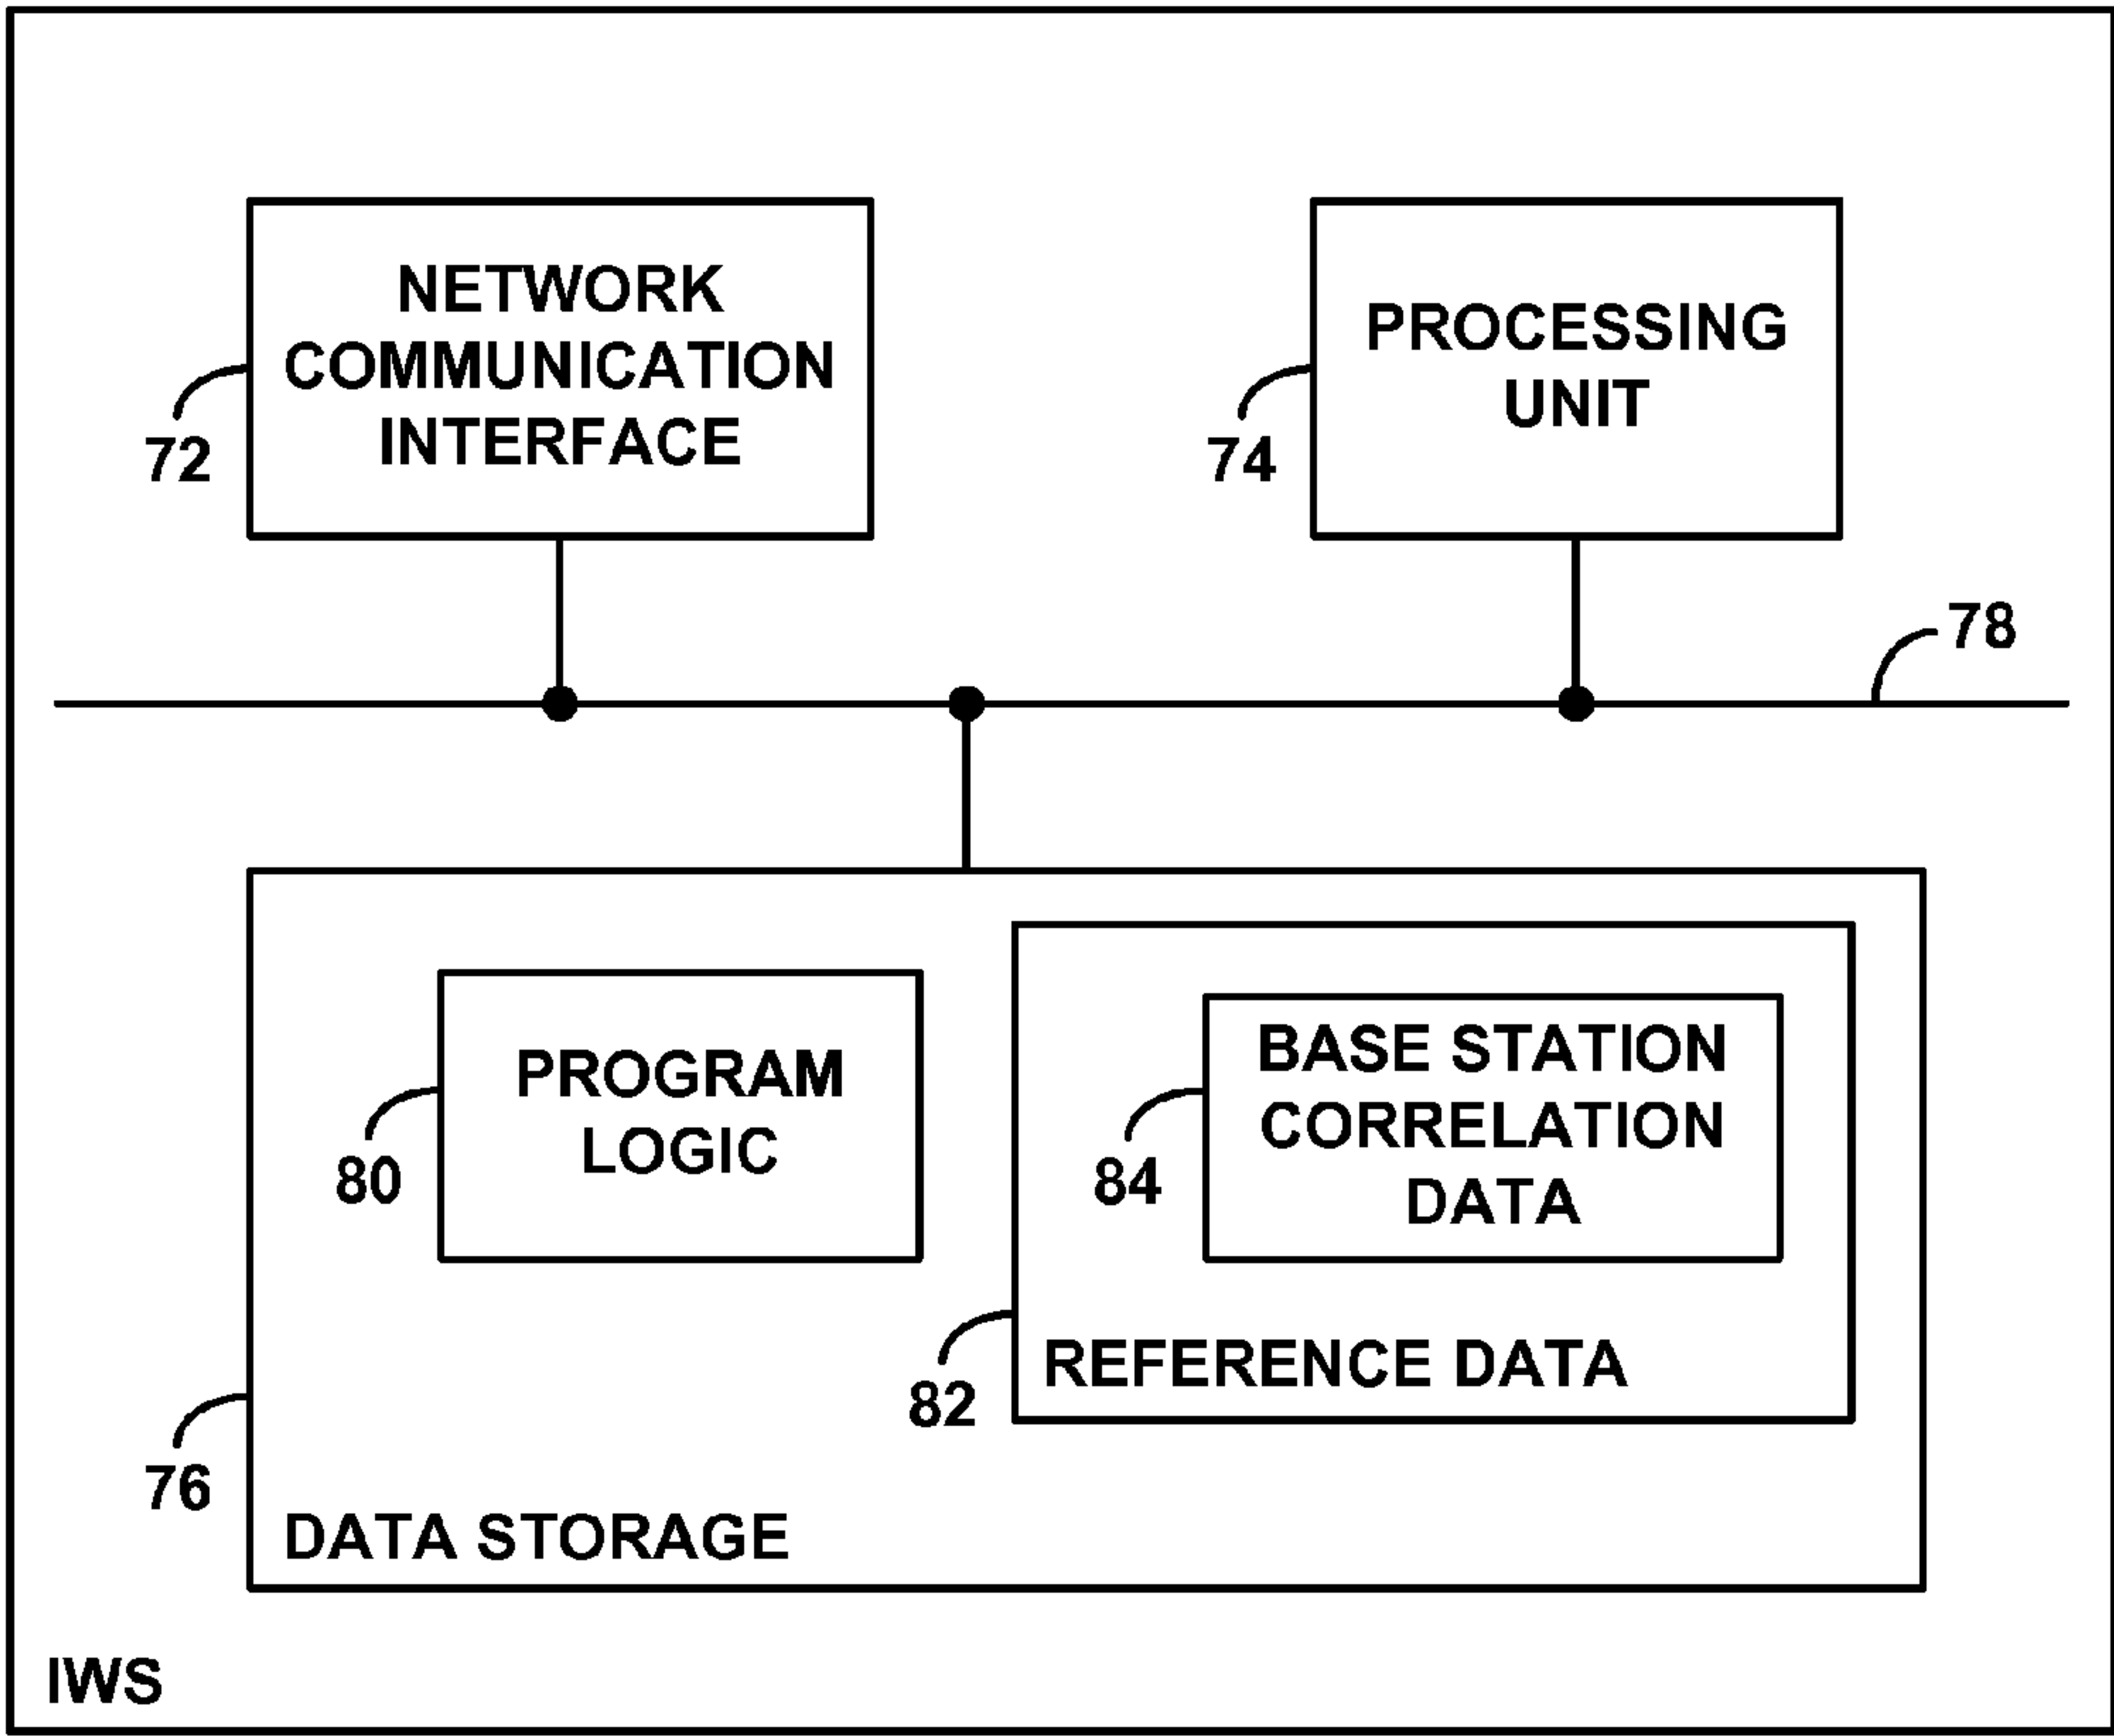 NETWORK
COMMUNICATION
INTERFACE
72
PROCESSING
UNIT
74
78
PROGRAM
LOGIC
80
BASE STATION
CORRELATION
DATA
84
REFERENCE DATA
82
76
DATA STORAGE
IWS